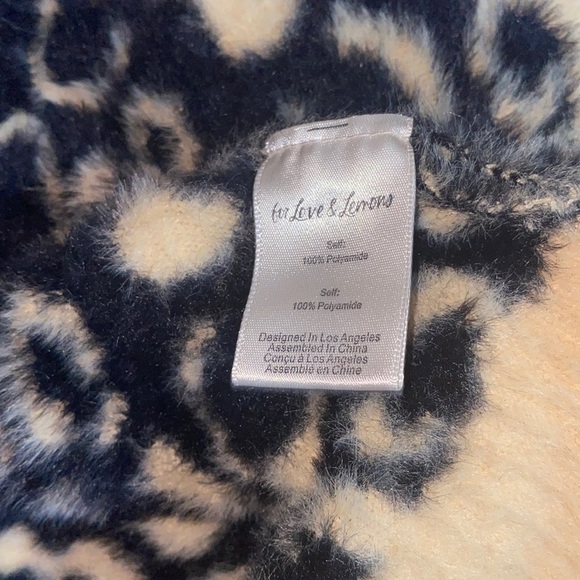 for Love & Lemons
Self:
100% Polyamide
Self:
100% Polyamide
Designed In Los Angeles
Assembled In China
Conçu à Los Angeles
Assemblé en Chine